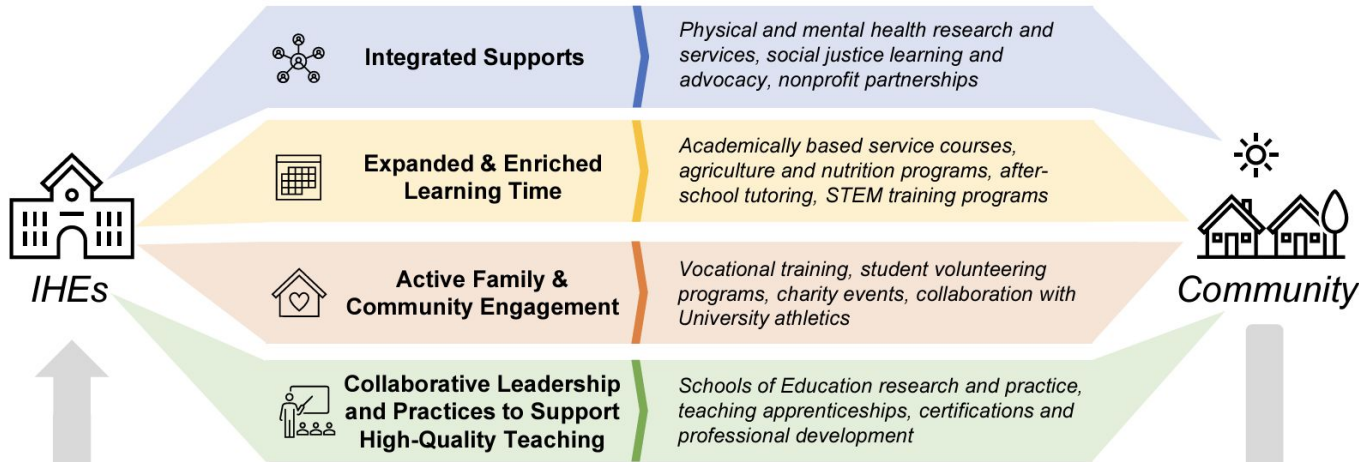 Integrated Supports
Physical and mental health research and
services, social justice learning and
advocacy, nonprofit partnerships
Expanded & Enriched
Learning Time
Academically based service courses,
agriculture and nutrition programs, after-
school tutoring, STEM training programs
IHEs
Active Family &
Community Engagement
Vocational training, student volunteering
programs, charity events, collaboration with
University athletics
Community
Collaborative Leadership
and Practices to Support
High-Quality Teaching
Schools of Education research and practice,
teaching apprenticeships, certifications and
professional development